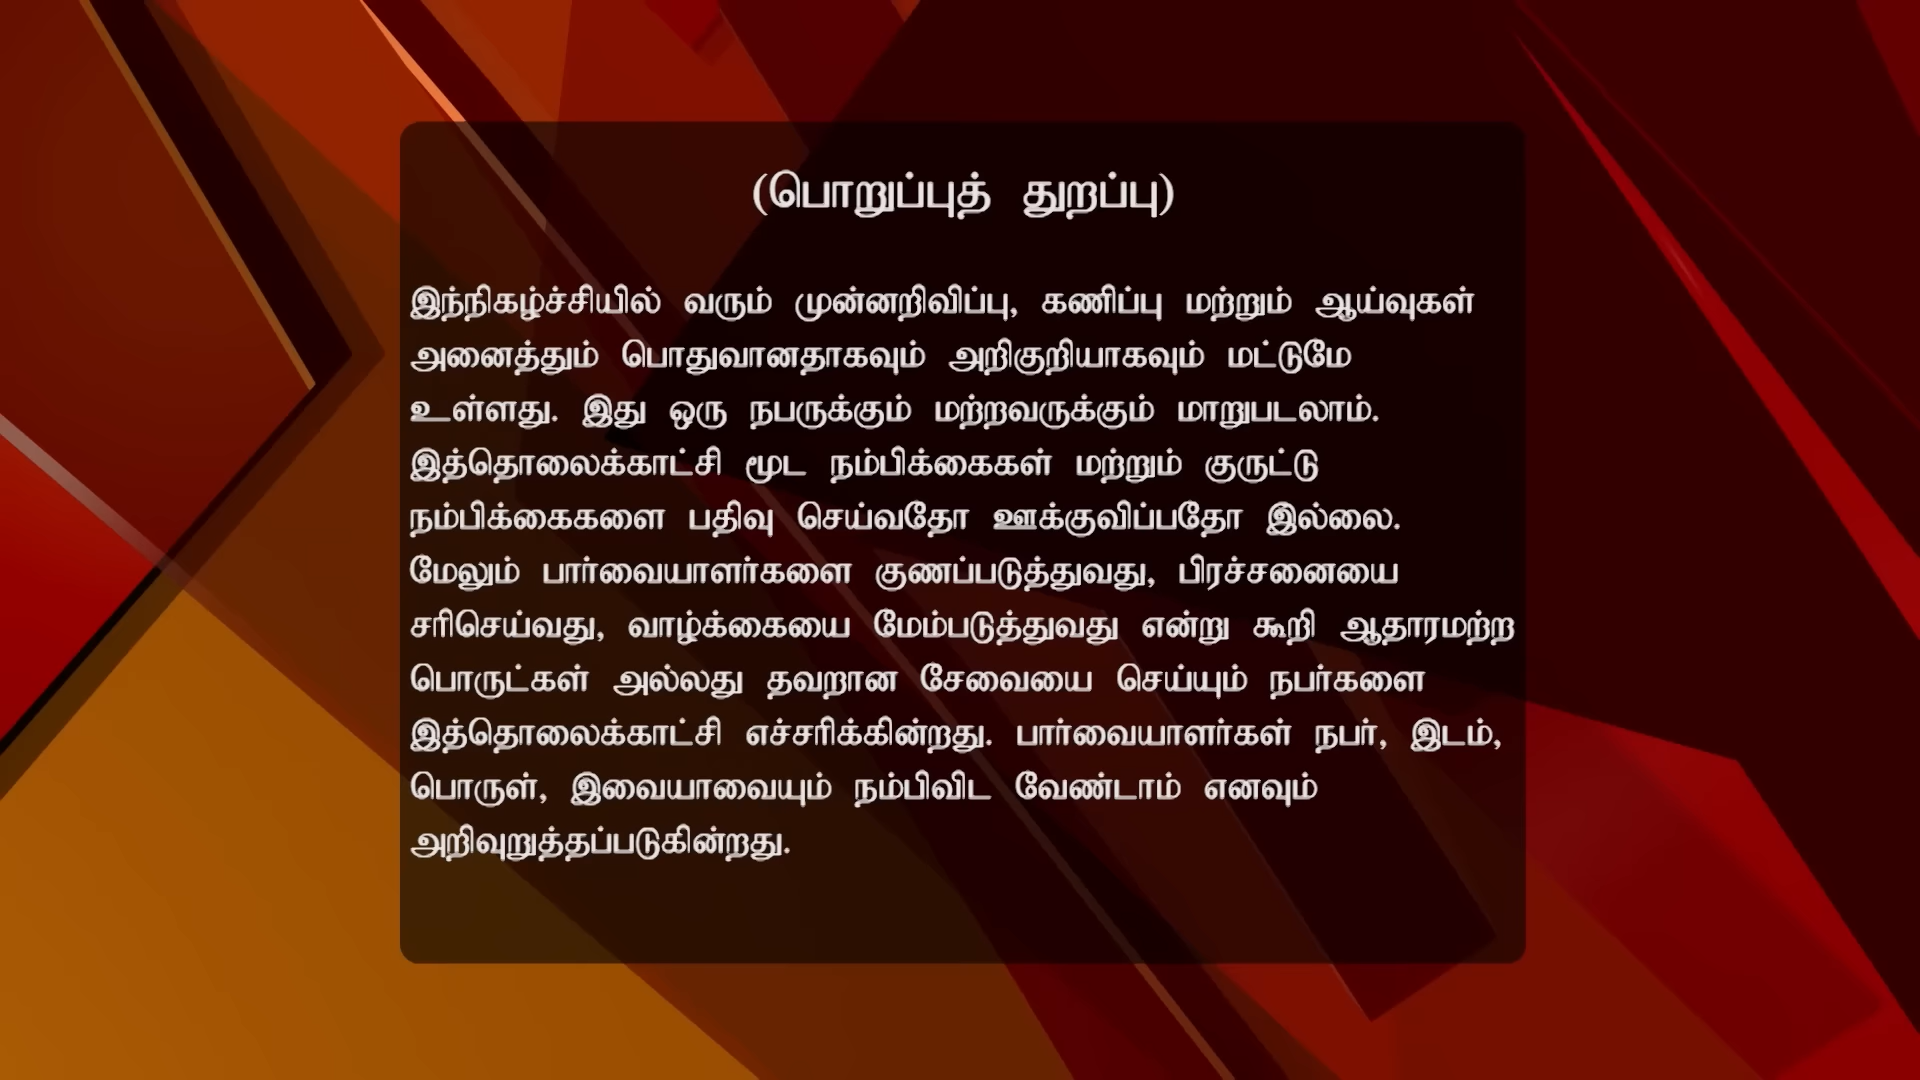 (பொறுப்புத் துறப்பு)
இந்நிகழ்ச்சியில் வரும் முன்னறிவிப்பு, கணிப்பு மற்றும் ஆய்வுகள்
அனைத்தும் பொதுவானதாகவும் அறிகுறியாகவும் மட்டுமே
உள்ளது. இது ஒரு நபருக்கும் மற்றவருக்கும் மாறுபடலாம்.
இத்தொலைக்காட்சி மூட நம்பிக்கைகள் மற்றும் குருட்டு
நம்பிக்கைகளை பதிவு செய்வதோ ஊக்குவிப்பதோ இல்லை.
மேலும் பார்வையாளர்களை குணப்படுத்துவது, பிரச்சனையை
சரிசெய்வது, வாழ்க்கையை மேம்படுத்துவது என்று கூறி ஆதாரமற்ற
பொருட்கள் அல்லது தவறான சேவையை செய்யும் நபர்களை
இத்தொலைக்காட்சி எச்சரிக்கின்றது. பார்வையாளர்கள் நபர், இடம்,
பொருள், இவையாவையும் நம்பிவிட வேண்டாம் எனவும்
அறிவுறுத்தப்படுகின்றது.